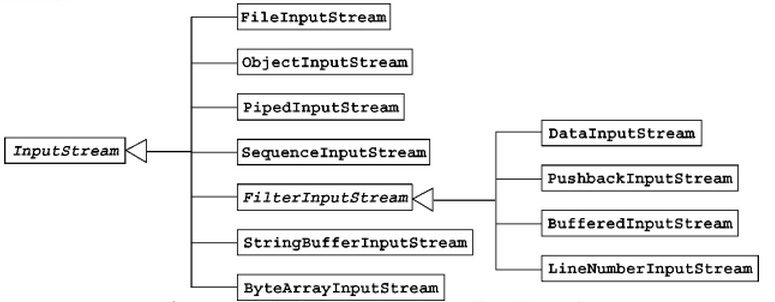 FileInputStream
ObjectInputStream
PipedInputStream
InputStream
SequenceInputStream
FilterInputStream
StringBufferInputStream
ByteArrayInputStream
DataInputStream
PushbackInputStream
BufferedInputStream
LineNumberInputStream